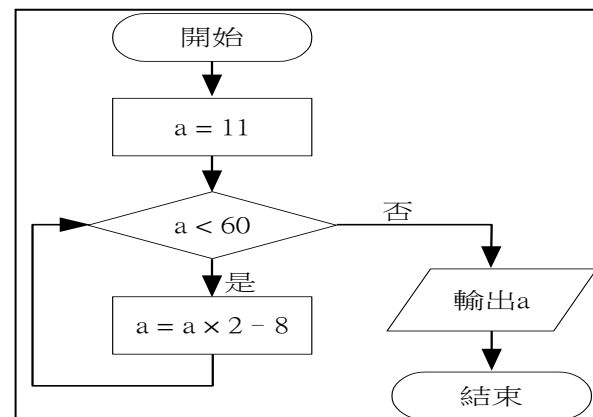 開始
a = 11
a < 60
否
是
a = a × 2 − 8
輸出a
結束